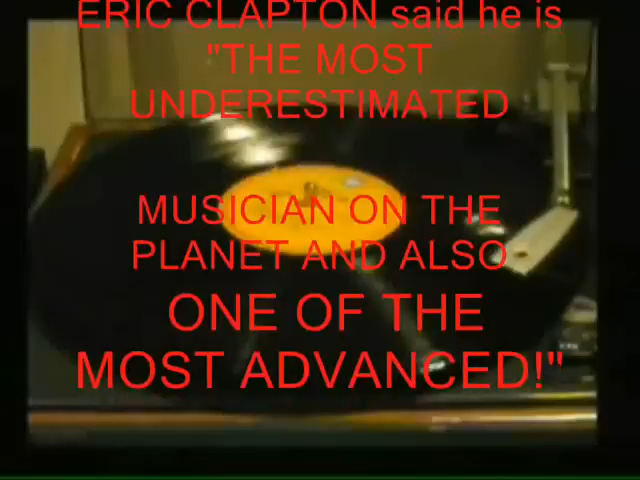 ERIC CLAPTON said he is
"THE MOST
UNDERESTIMATED
MUSICIAN ON THE
PLANET AND ALSO
ONE OF THE
MOST ADVANCED!"